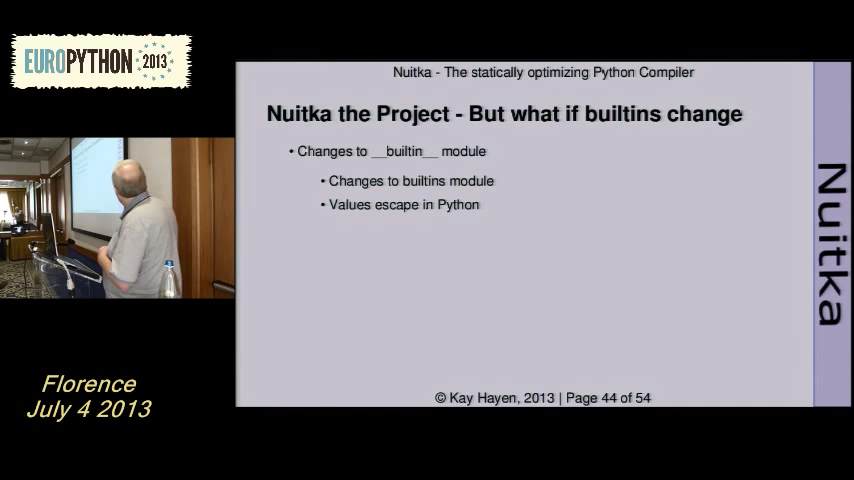 EUROPYTHON 2013
Nuitka - The statically optimizing Python Compiler
Nuitka the Project - But what if builtins change
• Changes to __builtin__ module
• Changes to builtins module
• Values escape in Python
Nuitka
© Kay Hayen, 2013 | Page 44 of 54
Florence
July 4 2013